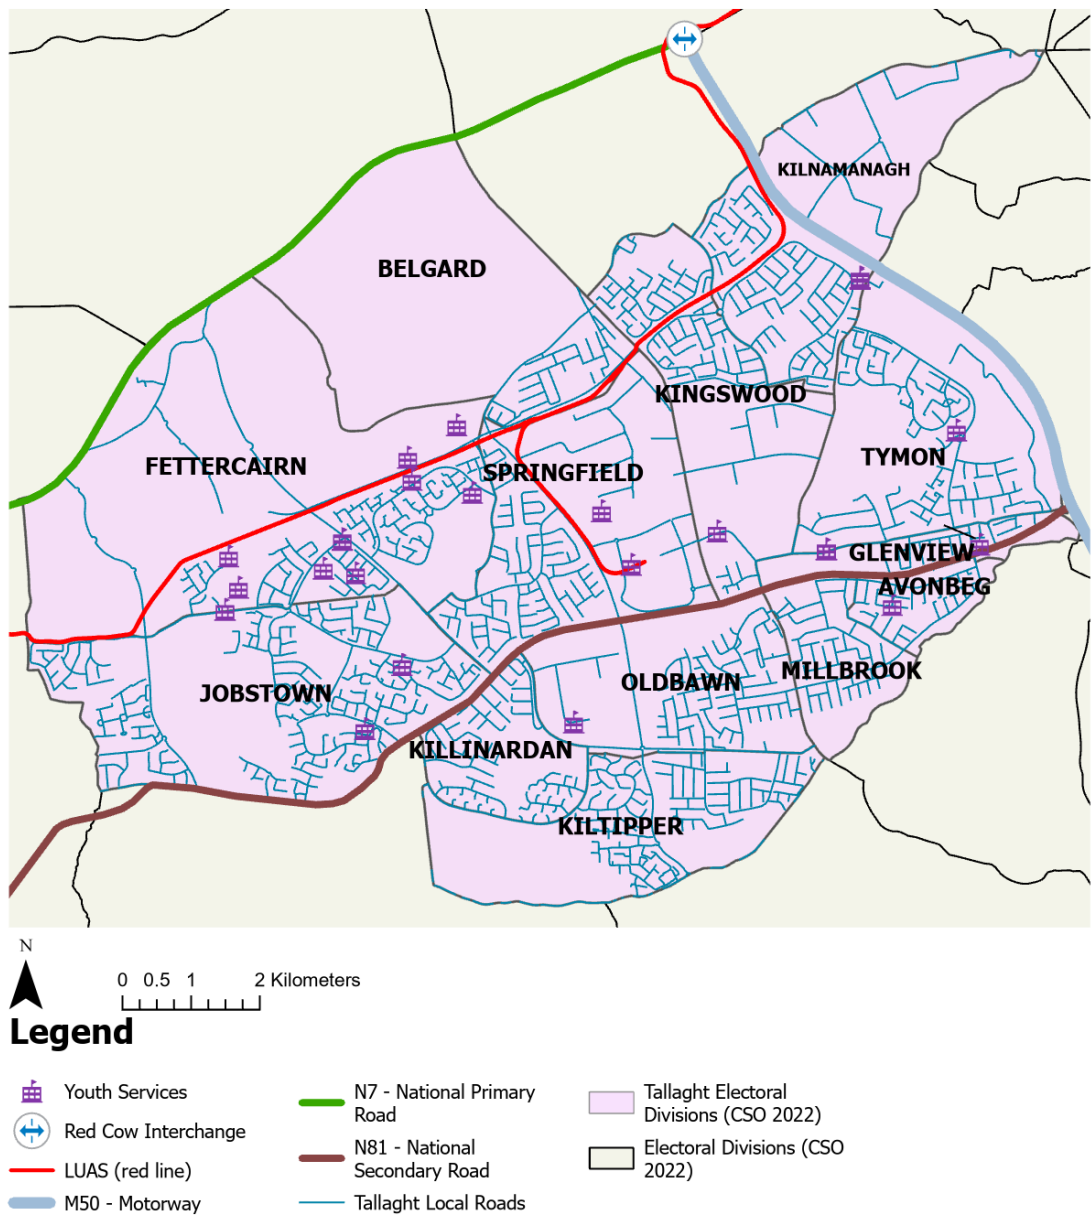 KILNAMANAGH
BELGARD
KINGSWOOD
FETTERCAIRN
SPRINGFIELD
TYMON
GLENVIEW
AVONBEG
JOBSTOWN
OLDBAWN
MILLBROOK
KILLINARDAN
KILTIPPER
N
0 0.5 1 2 Kilometers
Legend
Youth Services
Red Cow Interchange
LUAS (red line)
M50 - Motorway
N7 - National Primary
Road
N81 - National
Secondary Road
Tallaght Local Roads
Tallaght Electoral
Divisions (CSO 2022)
Electoral Divisions (CSO
2022)